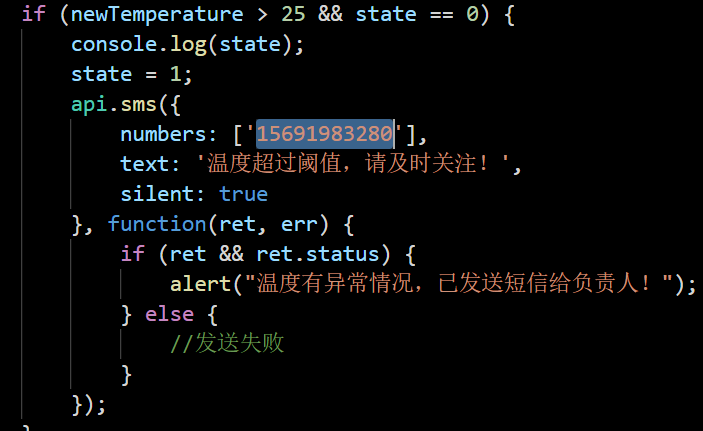 if (newTemperature > 25 && state == 0) {
console.log(state);
state = 1;
api.sms({
numbers: ['15691983280'],
text: '温度超过阈值，请及时关注！',
silent: true
}, function(ret, err) {
if (ret && ret.status) {
alert("温度有异常情况，已发送短信给负责人！");
} else {
//发送失败
}
});